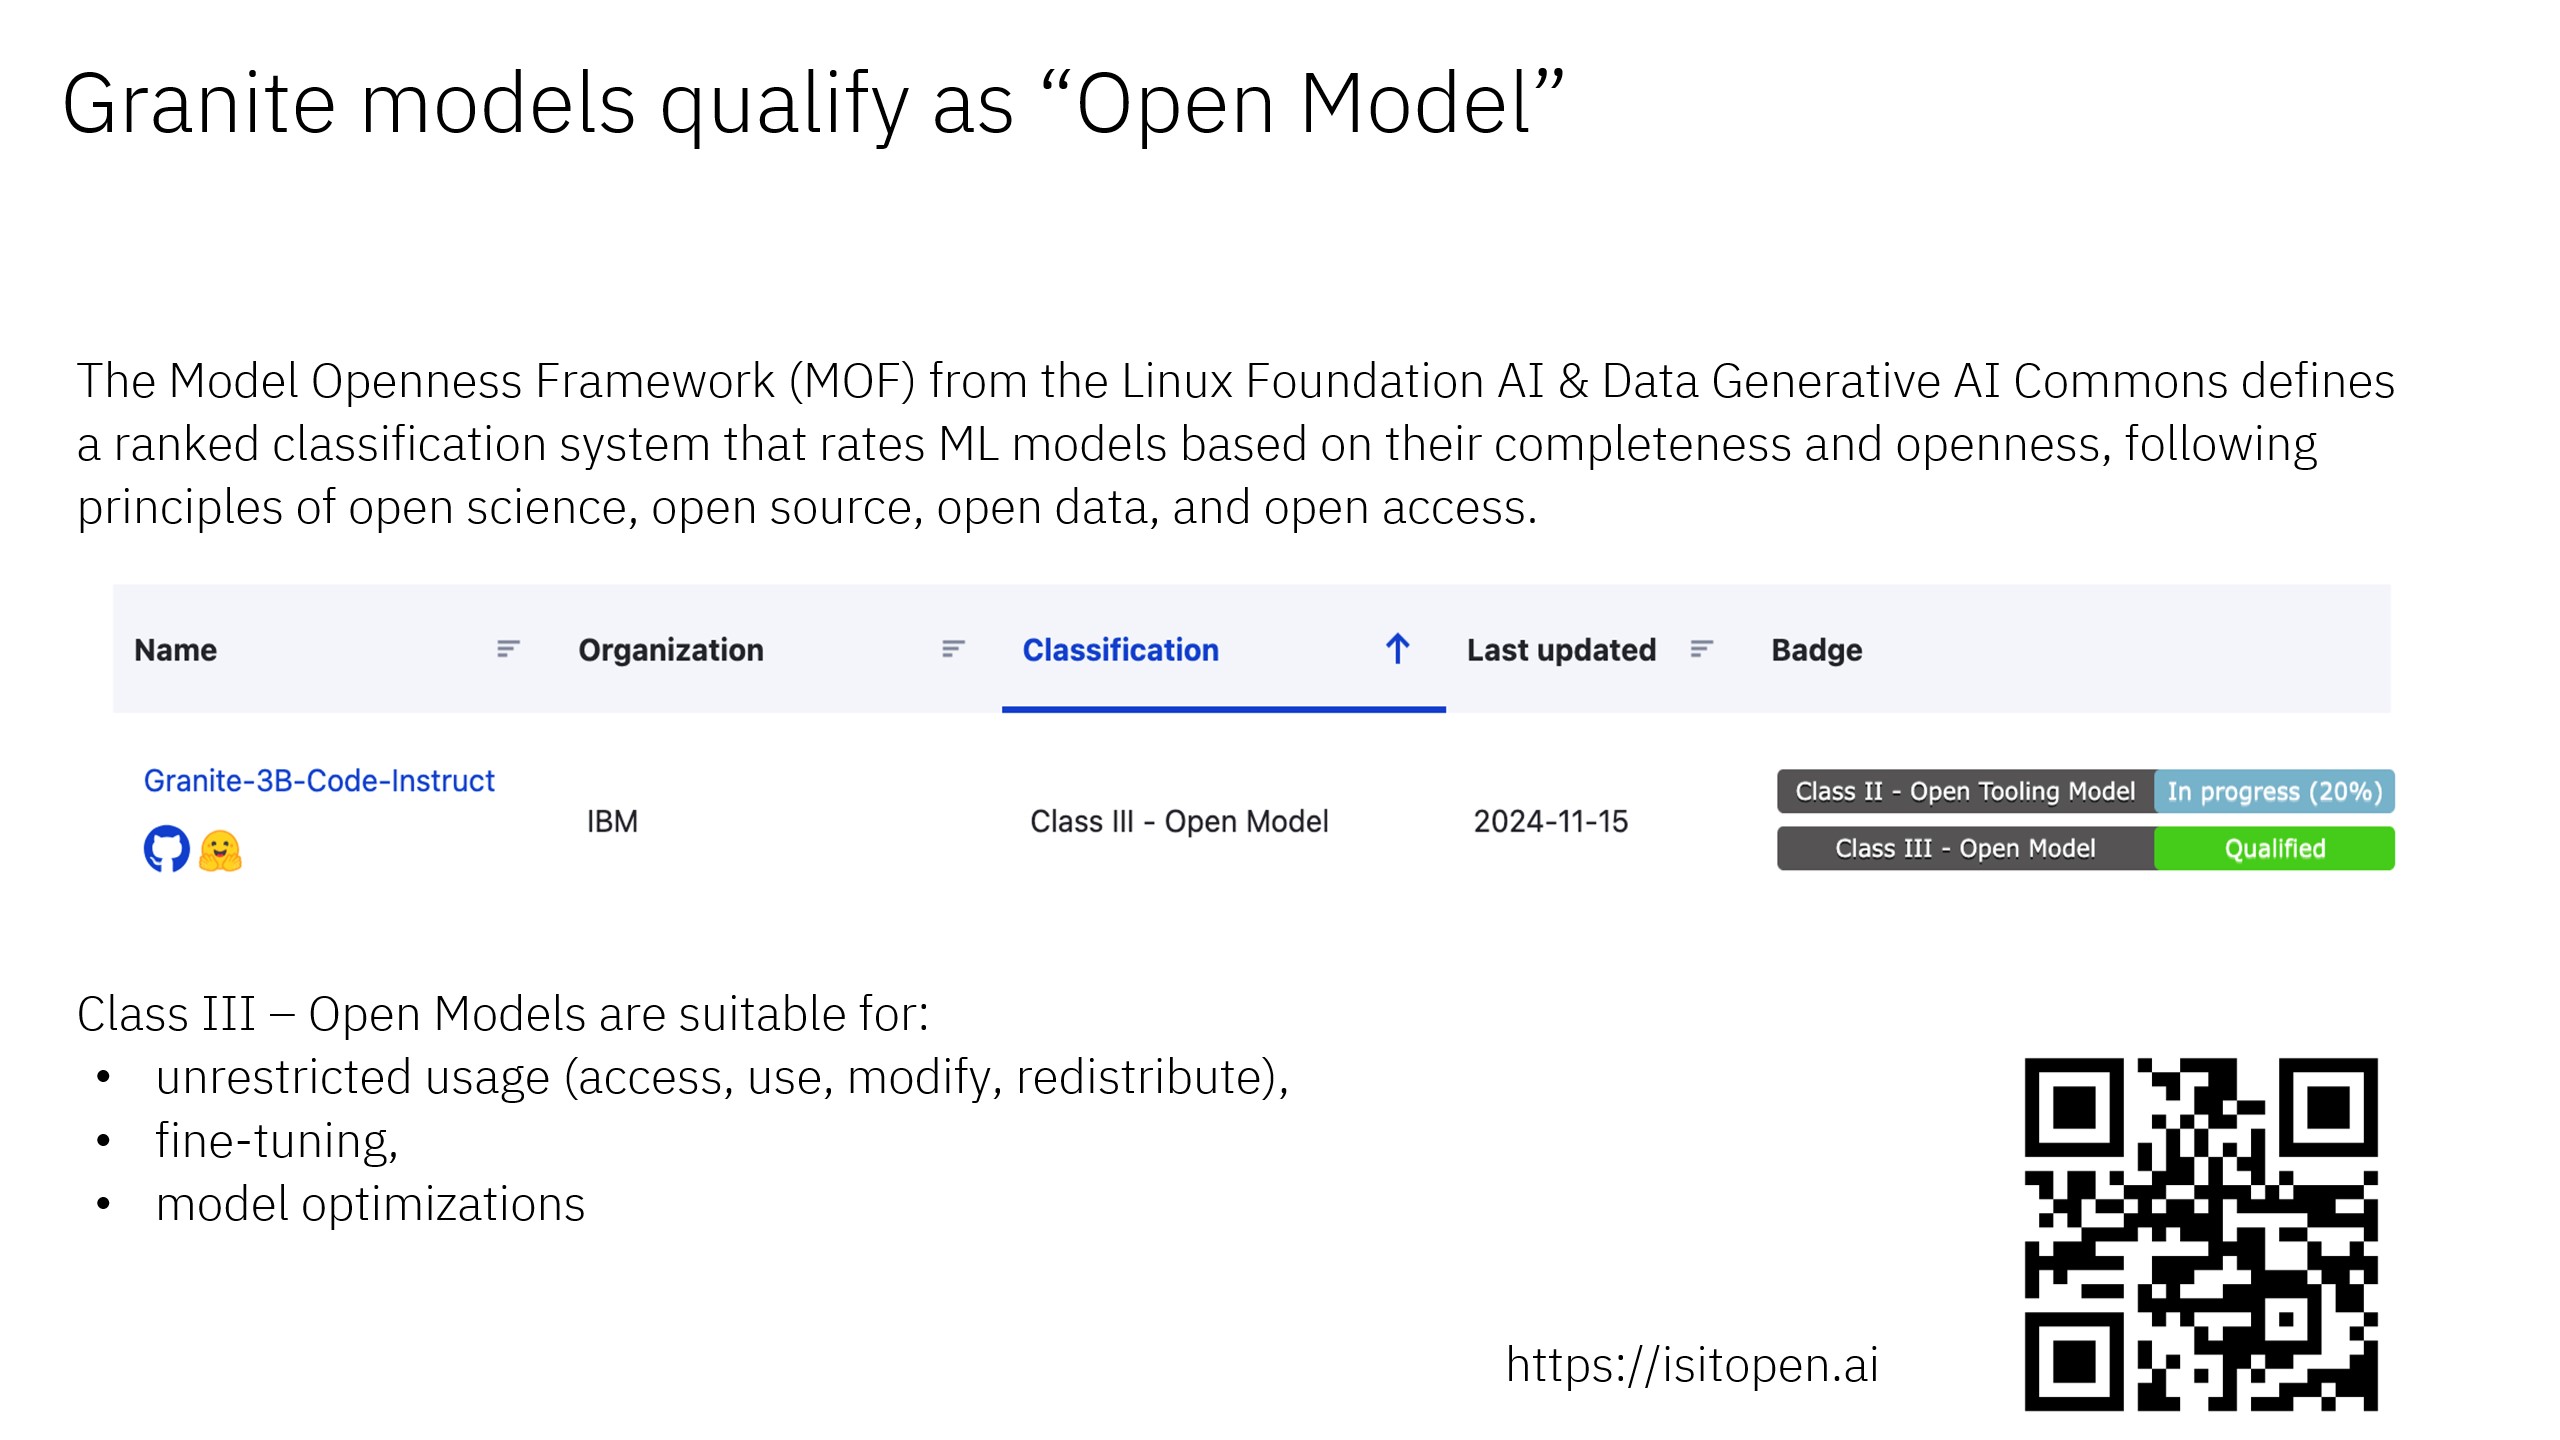 Granite models qualify as “Open Model”
The Model Openness Framework (MOF) from the Linux Foundation AI & Data Generative AI Commons defines
a ranked classification system that rates ML models based on their completeness and openness, following
principles of open science, open source, open data, and open access.
Name Organization Classification Last updated Badge
Granite-3B-Code-Instruct
IBM Class III - Open Model 2024-11-15
Class II - Open Tooling Model In progress (20%)
Class III - Open Model Qualified
Class III – Open Models are suitable for:
• unrestricted usage (access, use, modify, redistribute),
• fine-tuning,
• model optimizations
https://isitopen.ai